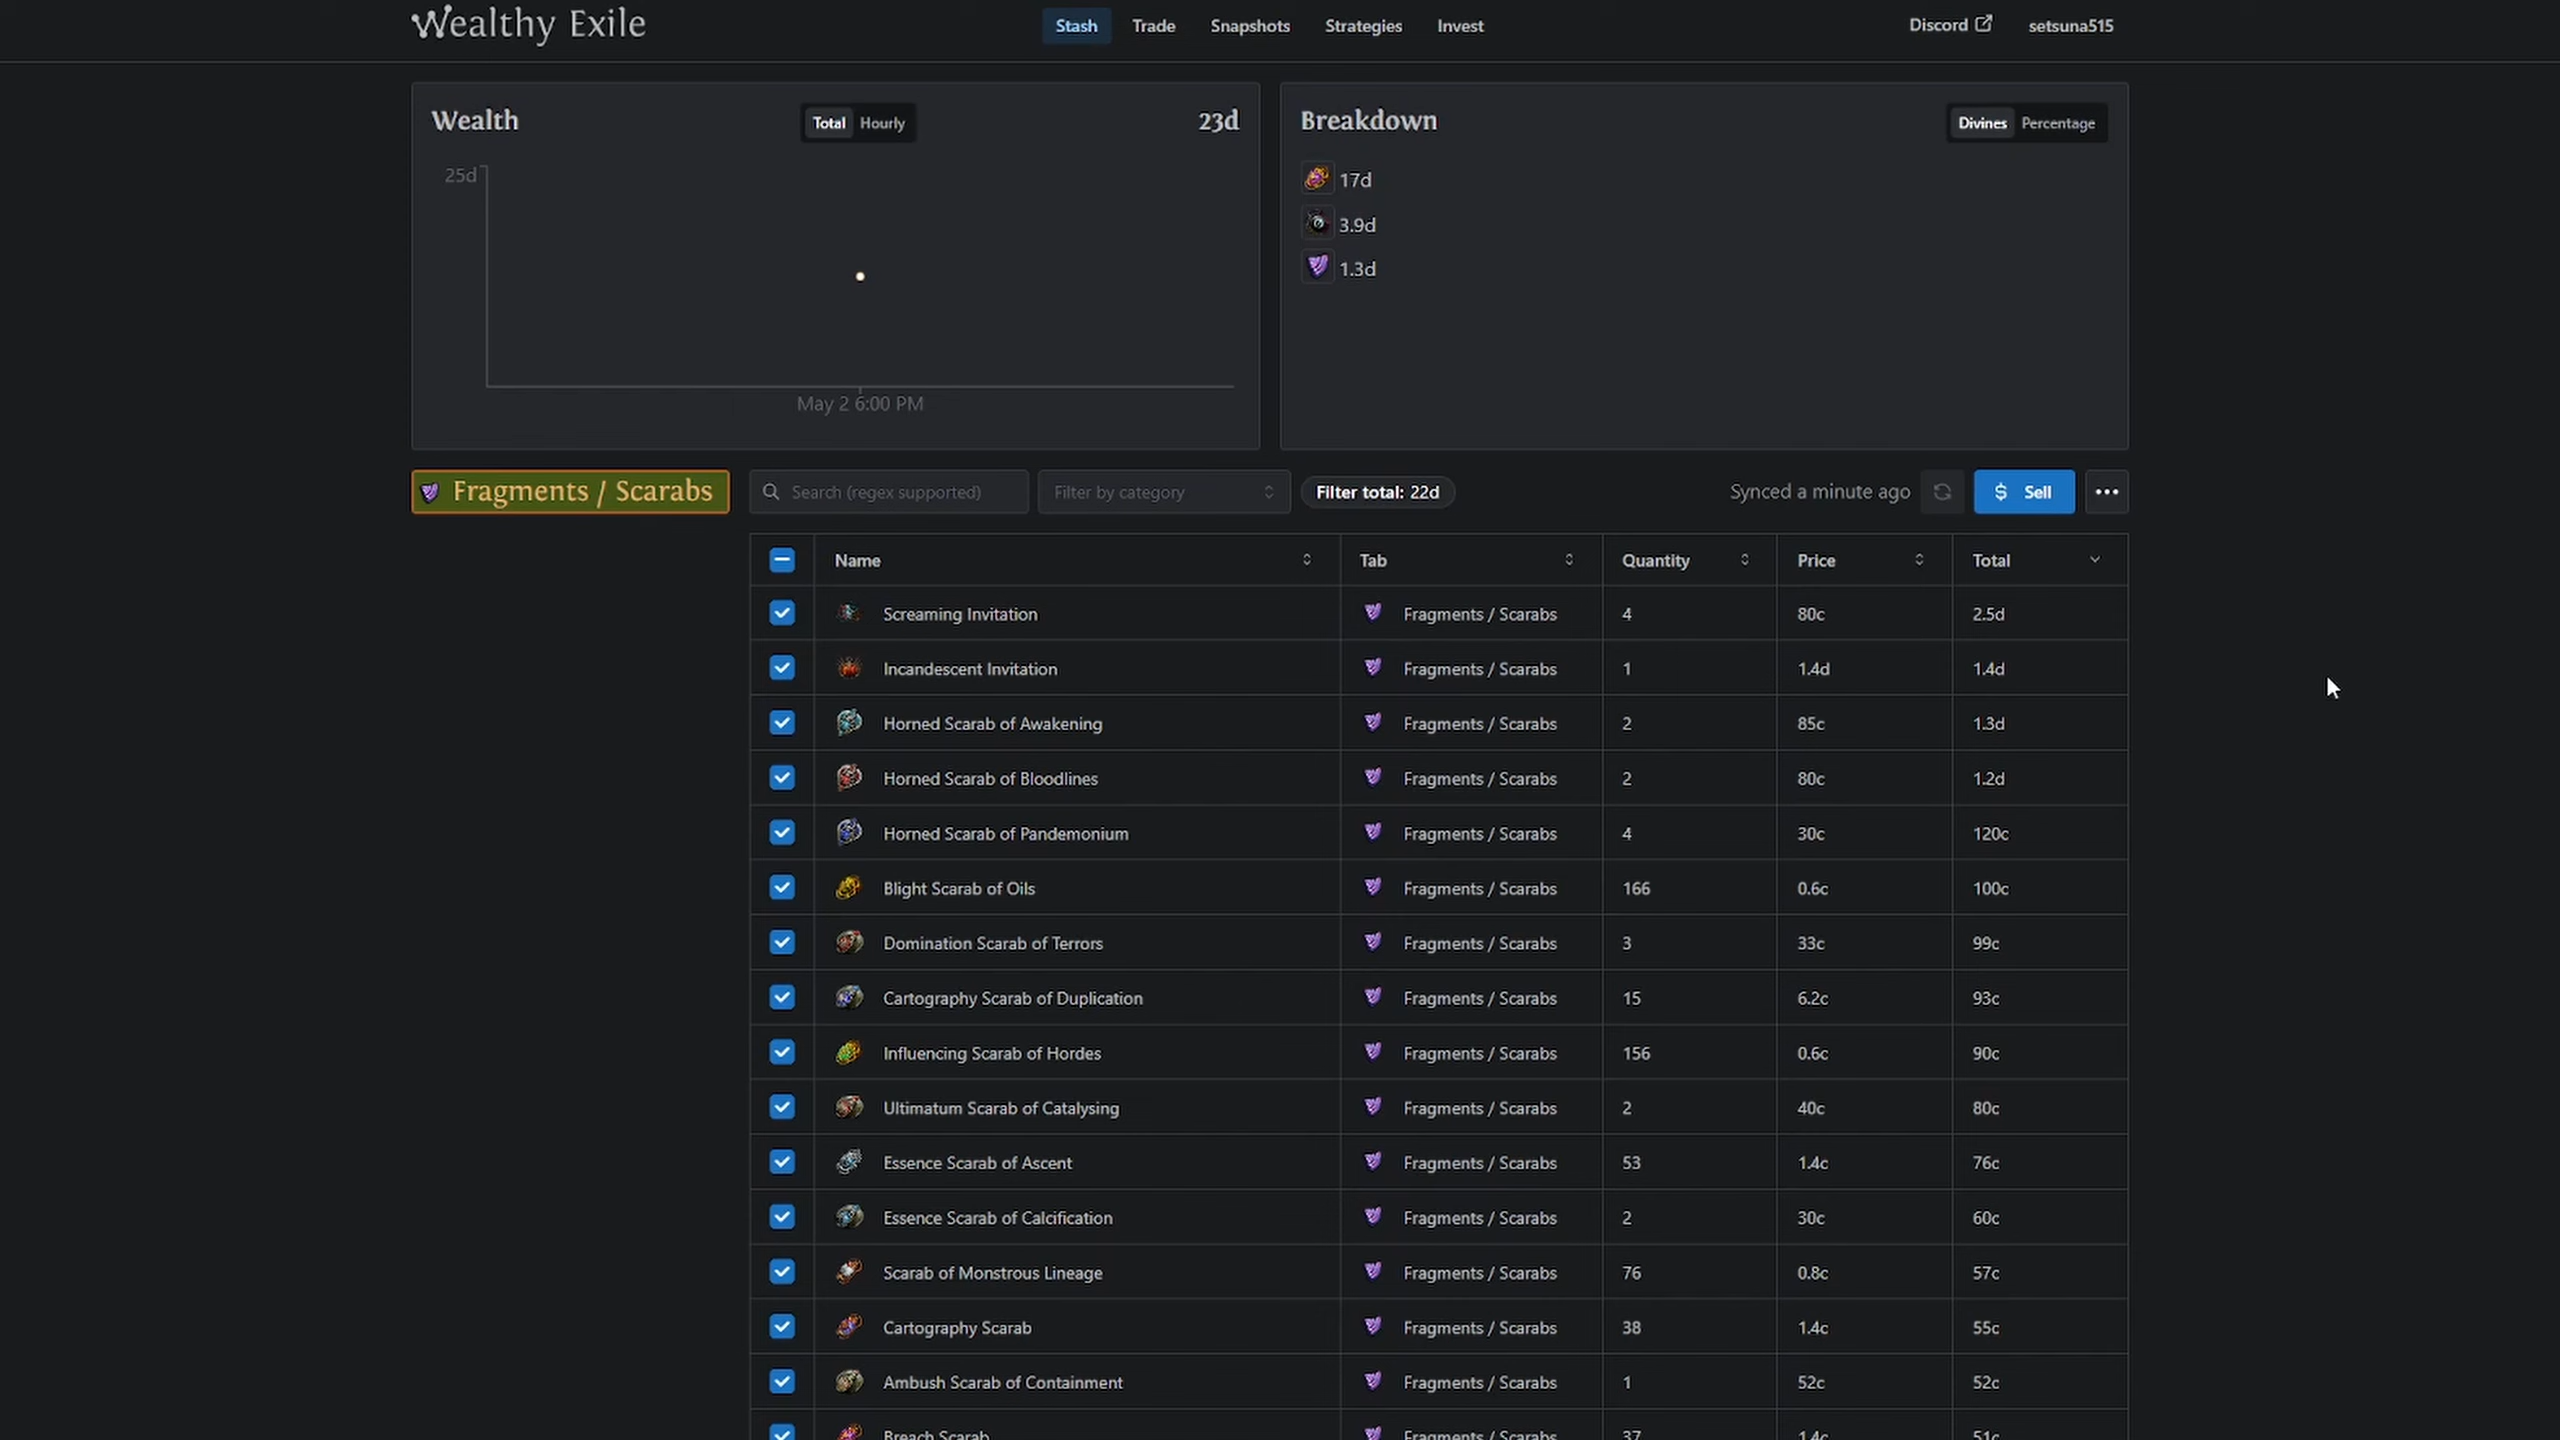 Wealthy Exile
Stash Trade Snapshots Strategies Invest
Discord setsuna515
Wealth Total Hourly 23d
25d
May 2 6:00 PM
Breakdown Divines Percentage
17d
3.9d
1.3d
Fragments / Scarabs Search (regex supported) Filter by category Filter total: 22d Synced a minute ago $ Sell
Name Tab Quantity Price Total
Screaming Invitation Fragments / Scarabs 4 80c 2.5d
Incandescent Invitation Fragments / Scarabs 1 1.4d 1.4d
Horned Scarab of Awakening Fragments / Scarabs 2 85c 1.3d
Horned Scarab of Bloodlines Fragments / Scarabs 2 80c 1.2d
Horned Scarab of Pandemonium Fragments / Scarabs 4 30c 120c
Blight Scarab of Oils Fragments / Scarabs 166 0.6c 100c
Domination Scarab of Terrors Fragments / Scarabs 3 33c 99c
Cartography Scarab of Duplication Fragments / Scarabs 15 6.2c 93c
Influencing Scarab of Hordes Fragments / Scarabs 156 0.6c 90c
Ultimatum Scarab of Catalysing Fragments / Scarabs 2 40c 80c
Essence Scarab of Ascent Fragments / Scarabs 53 1.4c 76c
Essence Scarab of Calcification Fragments / Scarabs 2 30c 60c
Scarab of Monstrous Lineage Fragments / Scarabs 76 0.8c 57c
Cartography Scarab Fragments / Scarabs 38 1.4c 55c
Ambush Scarab of Containment Fragments / Scarabs 1 52c 52c
Breach Scarab Fragments / Scarabs 37 1.4c 51c